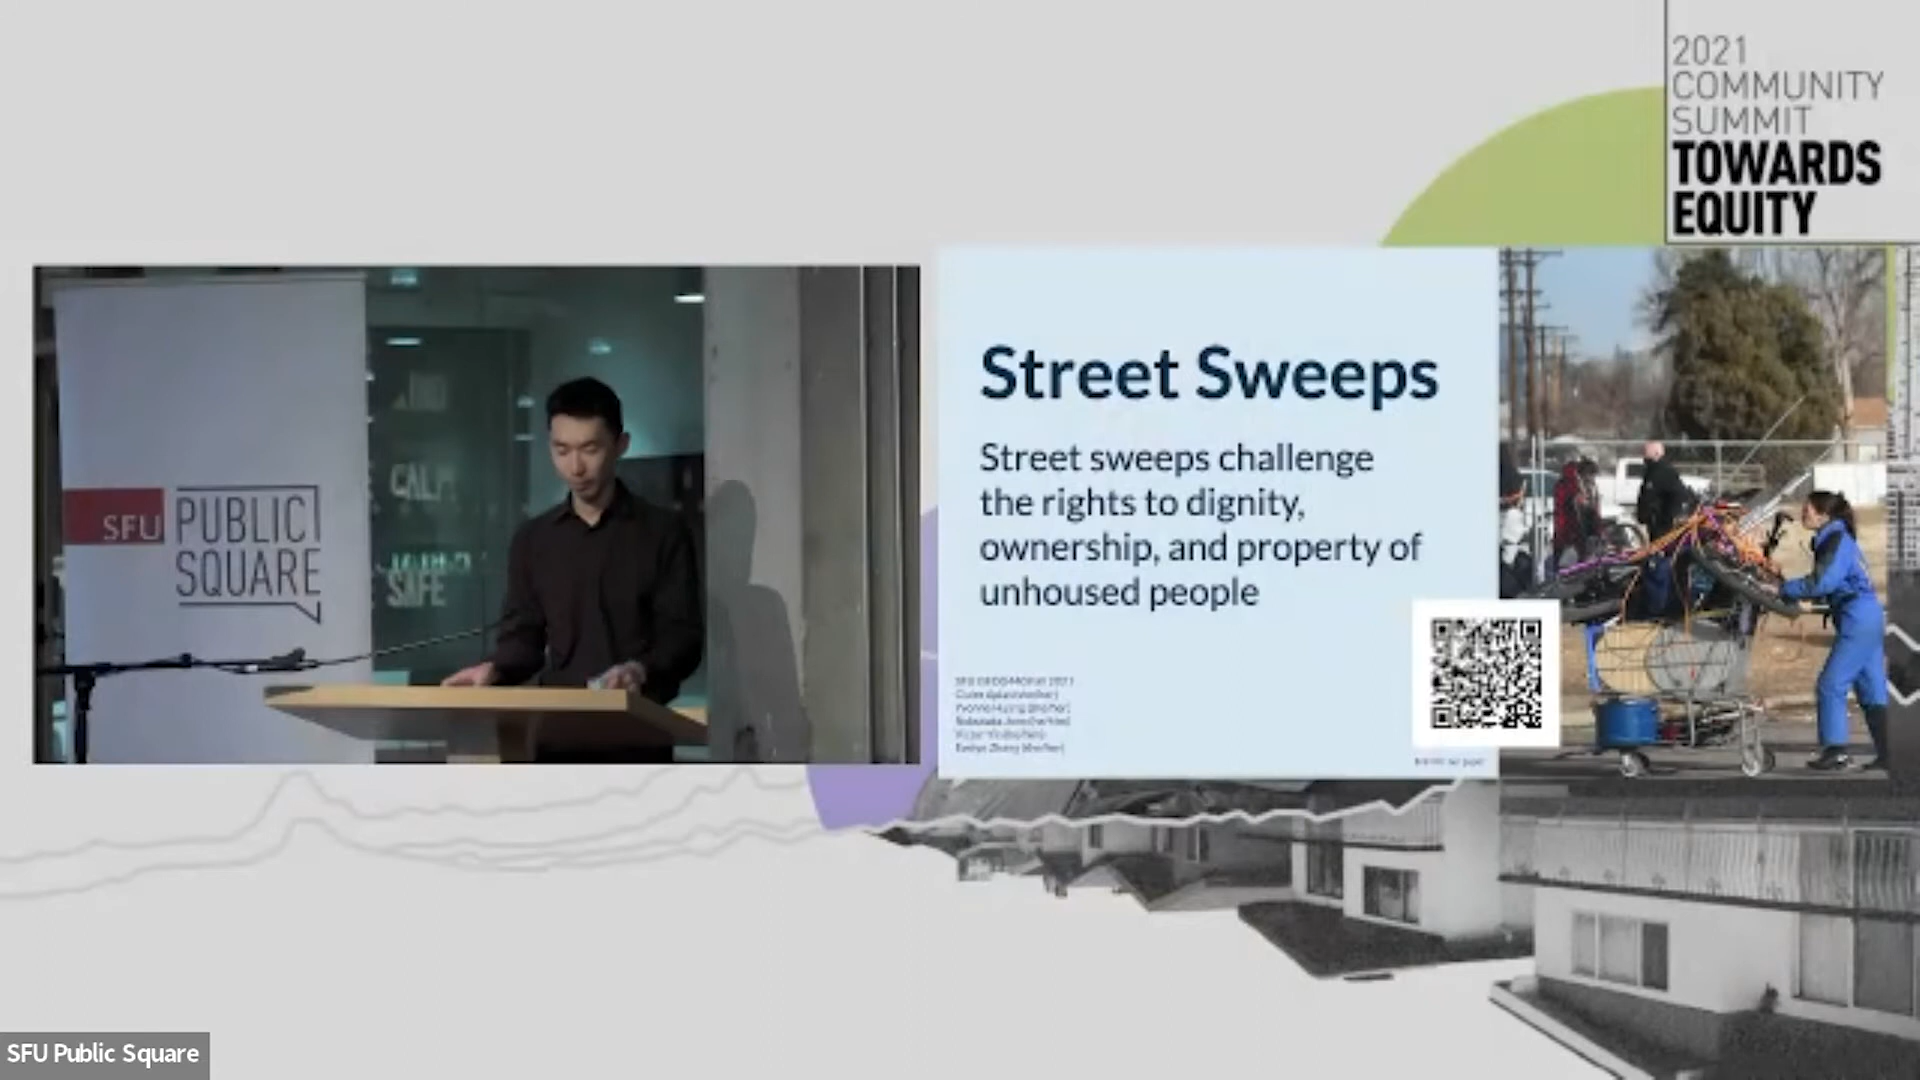 2021
COMMUNITY
SUMMIT
TOWARDS
EQUITY
SFU PUBLIC
SQUARE
CALM
SAFE
Street Sweeps
Street sweeps challenge
the rights to dignity,
ownership, and property of
unhoused people
SFU Public Square